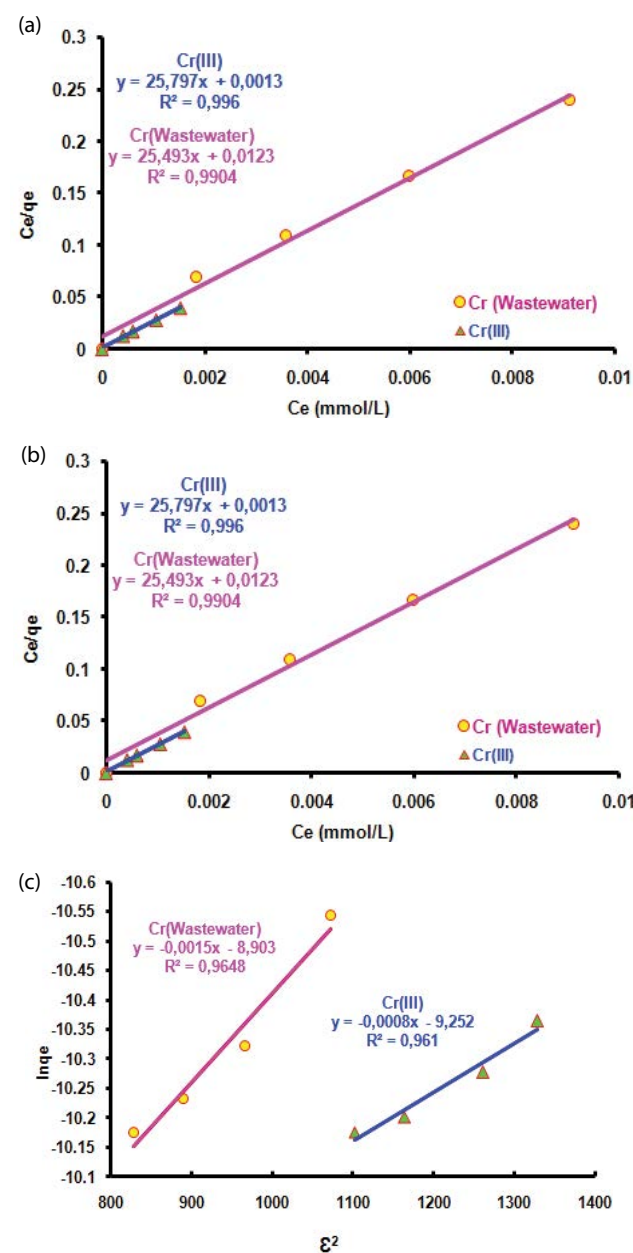 (a)
0.3
0.25
0.2
0.15
0.1
0.05
0
Ce/qe
Cr(III)
y = 25,797x + 0,0013
R² = 0,996
Cr(Wastewater)
y = 25,493x + 0,0123
R² = 0,9904
Cr (Wastewater)
Cr(III)
0 0.002 0.004 0.006 0.008 0.01
Ce (mmol/L)
(b)
0.3
0.25
0.2
0.15
0.1
0.05
0
Ce/qe
Cr(III)
y = 25,797x + 0,0013
R² = 0,996
Cr(Wastewater)
y = 25,493x + 0,0123
R² = 0,9904
Cr (Wastewater)
Cr(III)
0 0.002 0.004 0.006 0.008 0.01
Ce (mmol/L)
(c)
-10.6
-10.55
-10.5
-10.45
-10.4
-10.35
-10.3
-10.25
-10.2
-10.15
-10.1
lnqe
Cr(Wastewater)
y = -0,0015x - 8,903
R² = 0,9648
Cr(III)
y = -0,0008x - 9,252
R² = 0,961
800 900 1000 1100 1200 1300 1400
Ɛ²